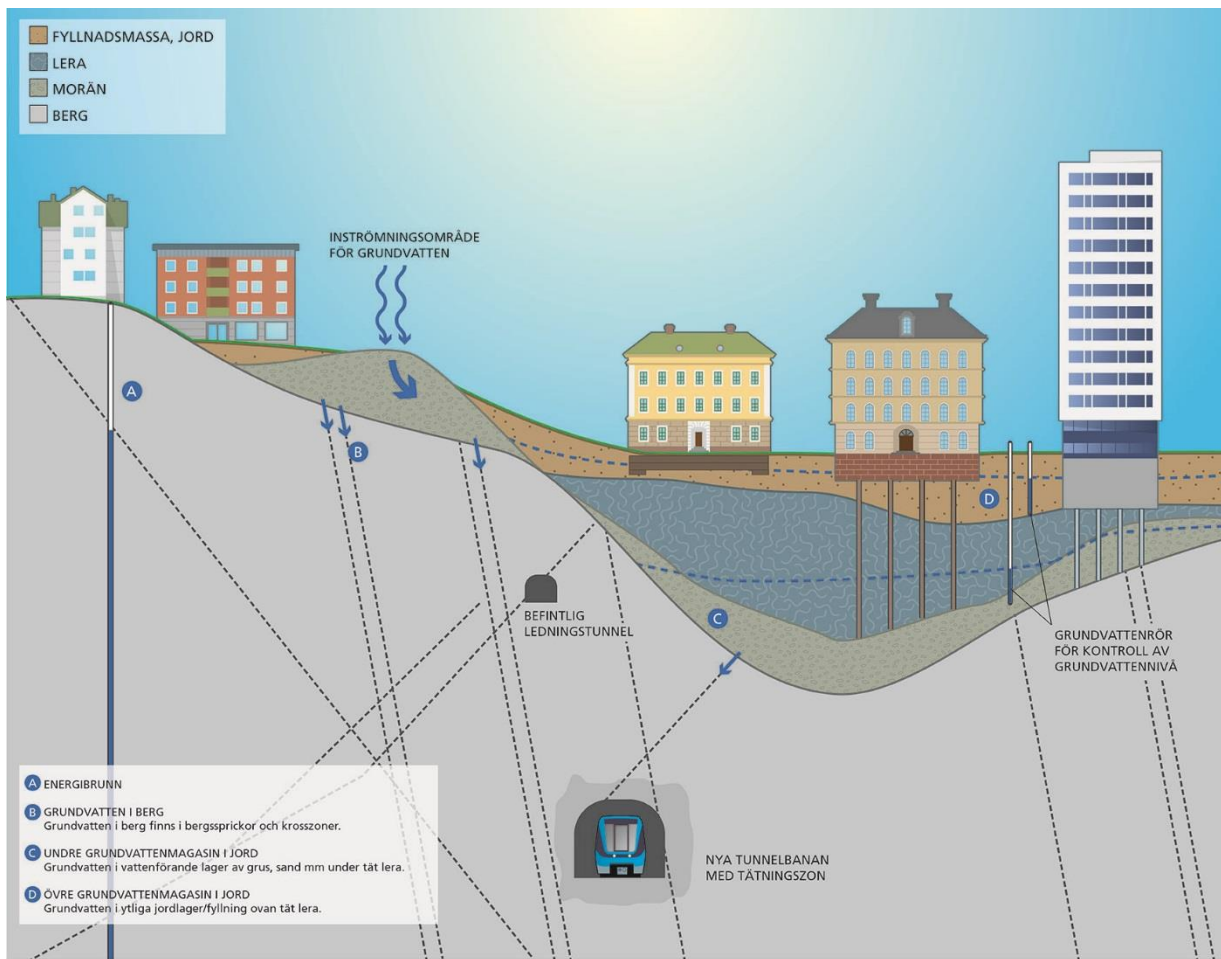 FYLLNADSMASSA, JORD
LERA
MORÄN
BERG
INSTRÖMNINGSOMRÅDE
FÖR GRUNDVATTEN
A
B
D
C
BEFINTLIG
LEDNINGSTUNNEL
GRUNDVATTENRÖR
FÖR KONTROLL AV
GRUNDVATTENNIVÅ
NYA TUNNELBANAN
MED TÄTNINGSZON
A ENERGIBRUNN
B GRUNDVATTEN I BERG
Grundvatten i berg finns i bergssprickor och krosszoner.
C UNDRE GRUNDVATTENMAGASIN I JORD
Grundvatten i vattenförande lager av grus, sand mm under tät lera.
D ÖVRE GRUNDVATTENMAGASIN I JORD
Grundvatten i ytliga jordlager/fyllning ovan tät lera.